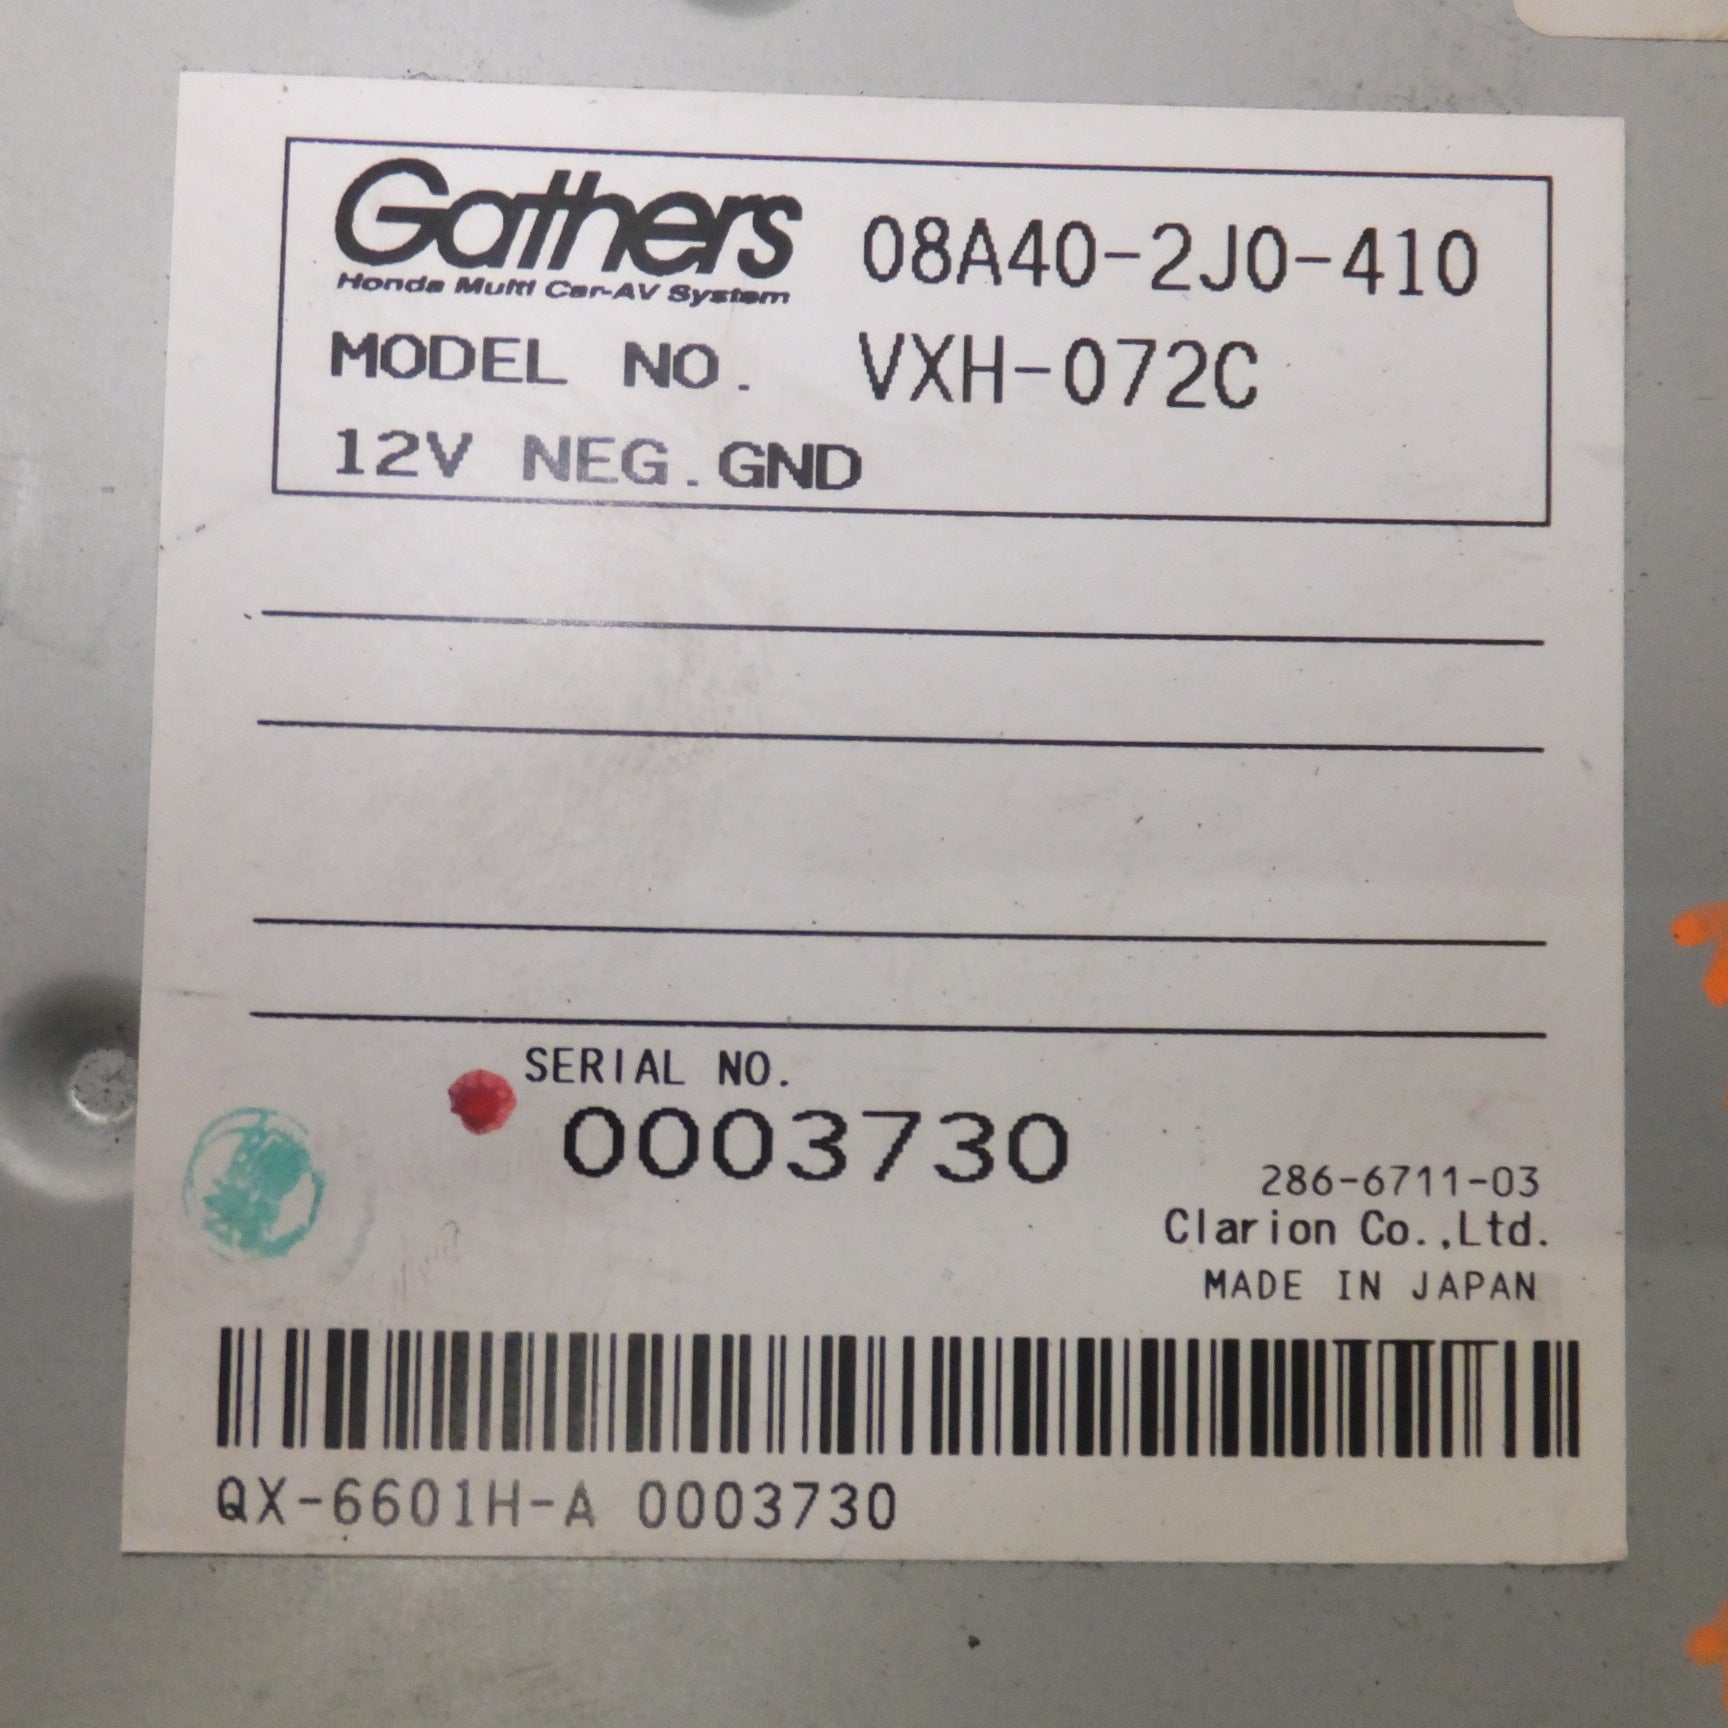 Gathers 08A40-2J0-410
Honda Multi Car-AV System
MODEL NO. VXH-072C
12V NEG.GND
SERIAL NO.
0003730
286-6711-03
Clarion Co.,Ltd.
MADE IN JAPAN
QX-6601H-A 0003730